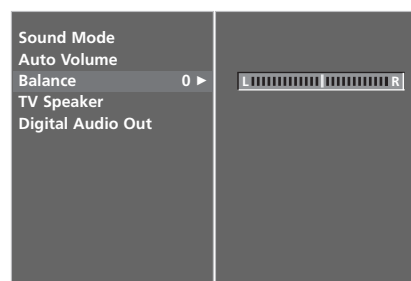 Sound Mode
Auto Volume
Balance 0 ►
L R
TV Speaker
Digital Audio Out